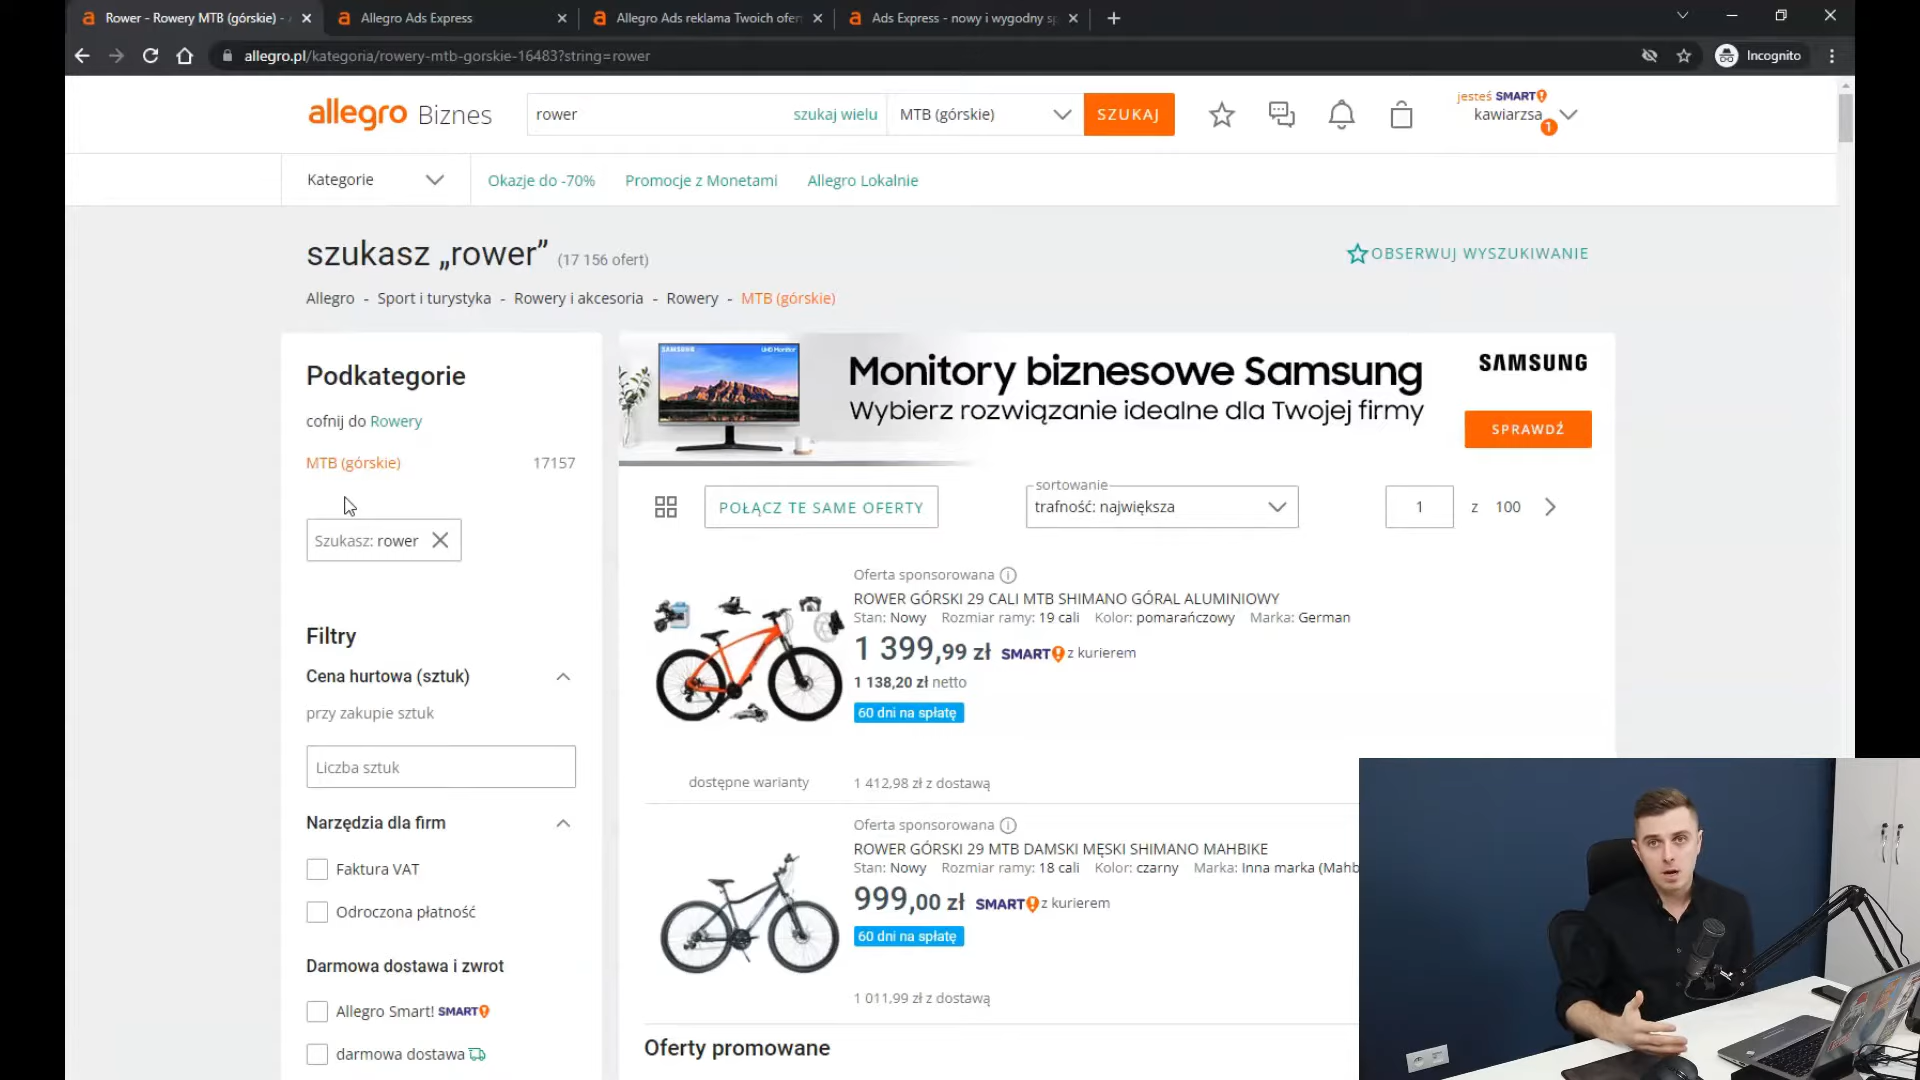 Rower - Rowery MTB (górskie) -
Allegro Ads Express
Allegro Ads reklama Twoich ofer
Ads Express - nowy i wygodny sp
allegro.pl/kategoria/rowery-mtb-gorskie-16483?string=rower
Incognito
allegro Biznes
rower
szukaj wielu
MTB (górskie)
SZUKAJ
jesteś SMART!
kawiarzsa
1
Kategorie
Okazje do -70%
Promocje z Monetami
Allegro Lokalnie
szukasz „rower” (17 156 ofert)
OBSERWUJ WYSZUKIWANIE
Allegro - Sport i turystyka - Rowery i akcesoria - Rowery - MTB (górskie)
Podkategorie
cofnij do Rowery
MTB (górskie) 17157
Szukasz: rower
Filtry
Cena hurtowa (sztuk)
przy zakupie sztuk
Liczba sztuk
Narzędzia dla firm
Faktura VAT
Odroczona płatność
Darmowa dostawa i zwrot
Allegro Smart! SMART!
darmowa dostawa
SAMSUNG
UHD Monitor
Monitory biznesowe Samsung
Wybierz rozwiązanie idealne dla Twojej firmy
SAMSUNG
SPRAWDŹ
POŁĄCZ TE SAME OFERTY
sortowanie
trafność: największa
1 z 100
Oferta sponsorowana
ROWER GÓRSKI 29 CALI MTB SHIMANO GÓRAL ALUMINIOWY
Stan: Nowy Rozmiar ramy: 19 cali Kolor: pomarańczowy Marka: German
1 399,99 zł SMART! z kurierem
1 138,20 zł netto
60 dni na spłatę
dostępne warianty
1 412,98 zł z dostawą
Oferta sponsorowana
ROWER GÓRSKI 29 MTB DAMSKI MĘSKI SHIMANO MAHBIKE
Stan: Nowy Rozmiar ramy: 18 cali Kolor: czarny Marka: Inna marka (Mahb
999,00 zł SMART! z kurierem
60 dni na spłatę
1 011,99 zł z dostawą
Oferty promowane